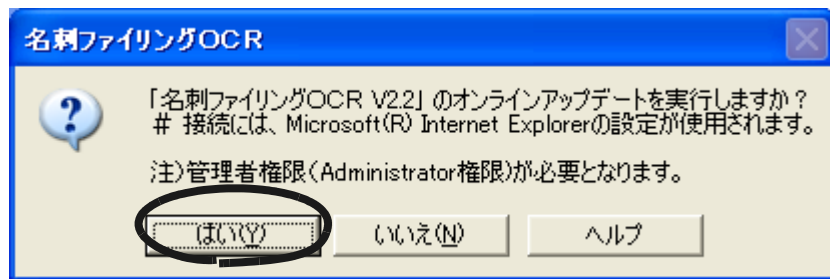 名刺ファイリングOCR
「名刺ファイリングOCR V2.2」のオンラインアップデートを実行しますか？
# 接続には、Microsoft(R) Internet Explorerの設定が使用されます。
注)管理者権限(Administrator権限)が必要となります。
はい(Y) いいえ(N) ヘルプ